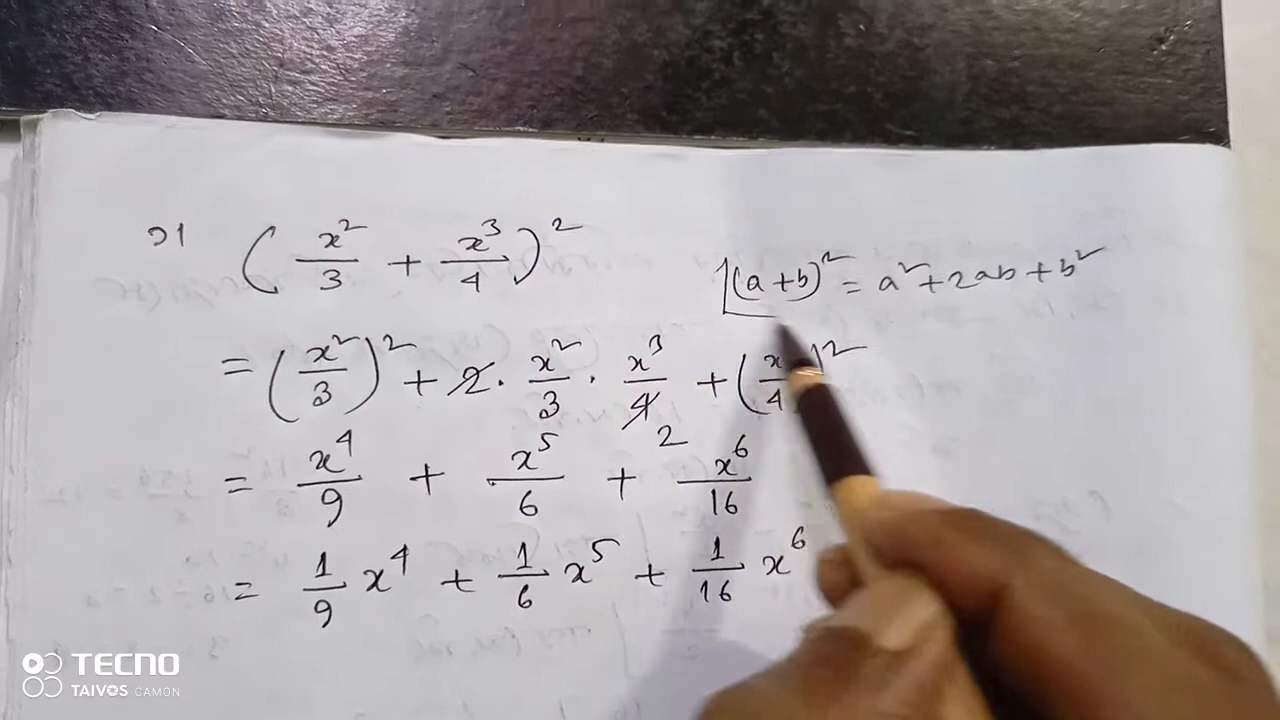 ১। (x²/3 + x³/4)²
(a+b)² = a²+2ab+b²
= (x²/3)² + 2 · x²/3 · x³/4 + (x/4)²
2
= x⁴/9 + x⁵/6 + x⁶/16
= 1/9 x⁴ + 1/6 x⁵ + 1/16 x⁶
TECNO
TAIVOS CAMON